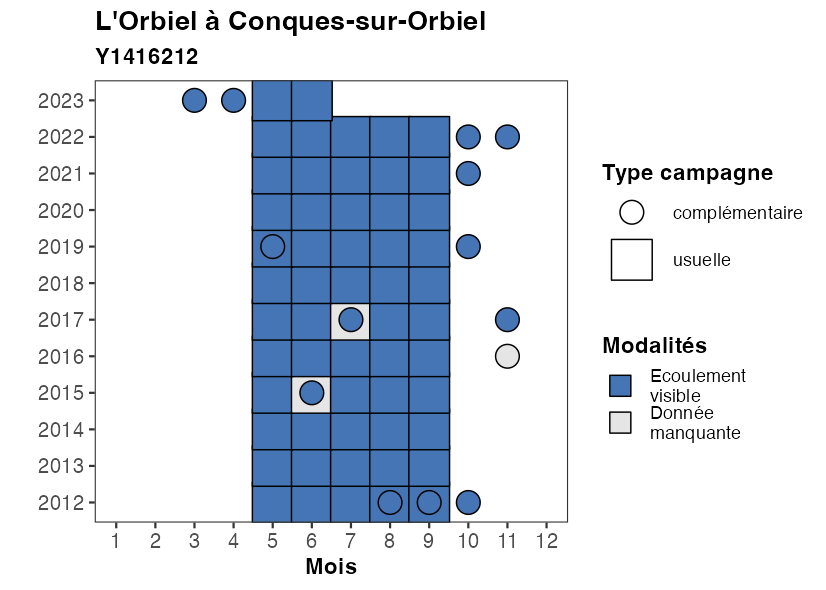 L'Orbiel à Conques-sur-Orbiel
Y1416212
2023
2022
2021
2020
2019
2018
2017
2016
2015
2014
2013
2012
1 2 3 4 5 6 7 8 9 10 11 12
Mois
Type campagne
complémentaire
usuelle
Modalités
Ecoulement
visible
Donnée
manquante